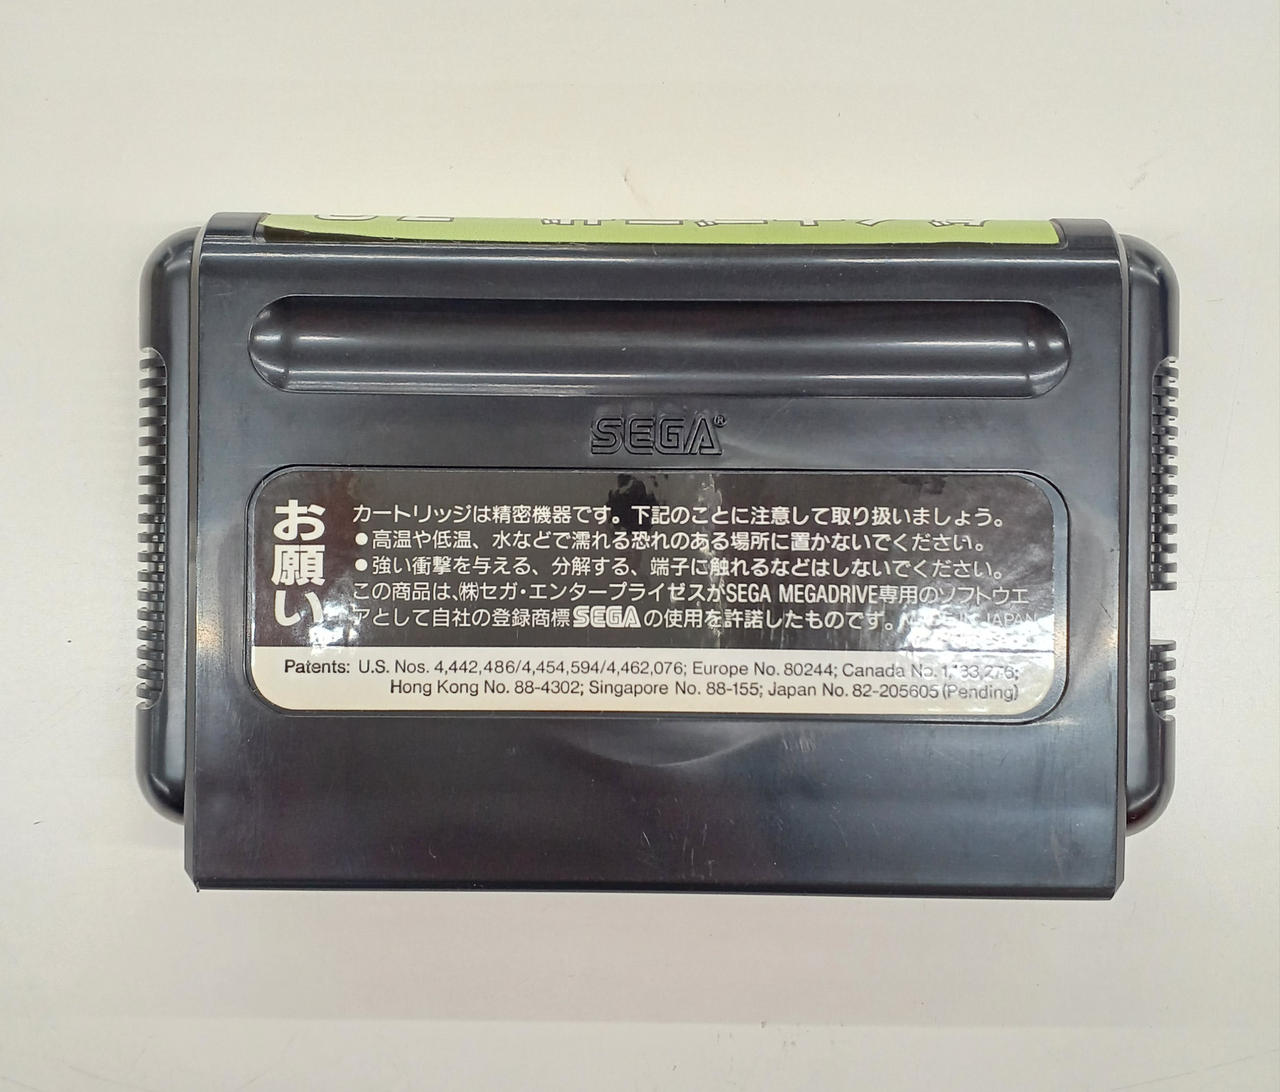 SEGA®
お願い
カートリッジは精密機器です。下記のことに注意して取り扱いましょう。
●高温や低温、水などで濡れる恐れのある場所に置かないでください。
●強い衝撃を与える、分解する、端子に触れるなどはしないでください。
この商品は、㈱セガ・エンタープライゼスがSEGA MEGADRIVE専用のソフトウエ
アとして自社の登録商標SEGAの使用を許諾したものです。MADE IN JAPAN
Patents: U.S. Nos. 4,442,486/4,454,594/4,462,076; Europe No. 80244; Canada No.
Hong Kong No. 88-4302; Singapore No. 88-155; Japan No. 82-205605 (Pending)